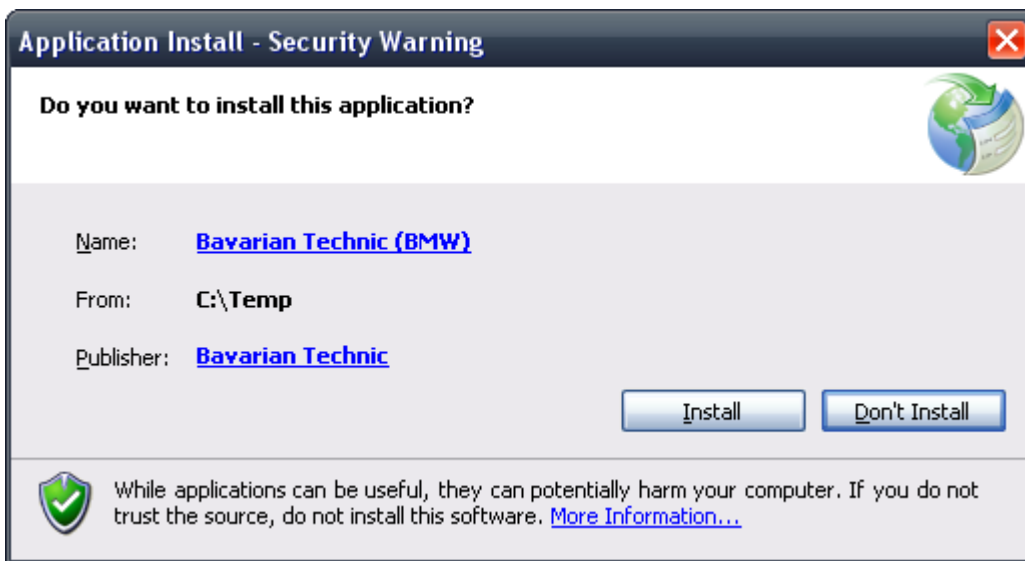 Application Install - Security Warning
Do you want to install this application?
Name: Bavarian Technic (BMW)
From: C:\Temp
Publisher: Bavarian Technic
Install Don't Install
While applications can be useful, they can potentially harm your computer. If you do not
trust the source, do not install this software. More Information...